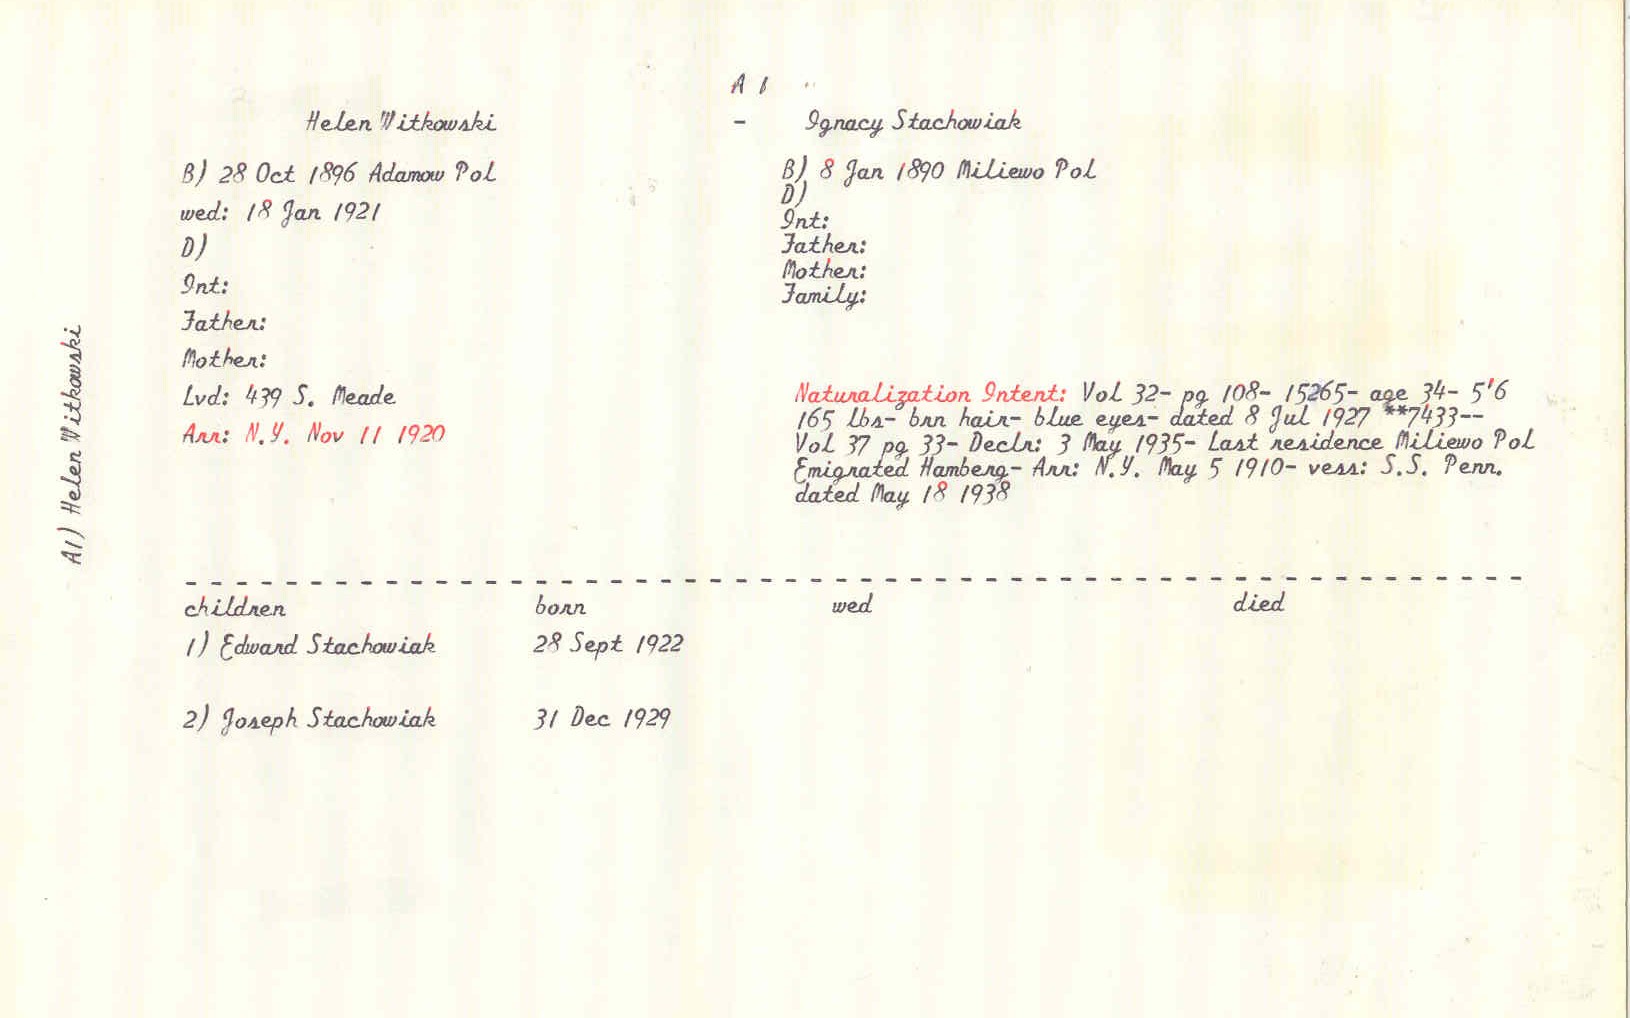 A 1
Helen Witkowski - Ignacy Stachowiak
B) 28 Oct 1896 Adamow Pol
wed: 18 Jan 1921
D)
Int:
Father:
Mother:
Lvd: 439 S. Meade
Arr: N.Y. Nov 11 1920
B) 8 Jan 1890 Miliewo Pol
D)
Int:
Father:
Mother:
Family:
Naturalization Intent: Vol 32- pg 108- 15265- age 34- 5'6
165 lbs- brn hair- blue eyes- dated 8 Jul 1927 **7433--
Vol 37 pg 33- Declr: 3 May 1935- Last residence Miliewo Pol
Emigrated Hamberg- Arr: N.Y. May 5 1910- vess: S.S. Penn.
dated May 18 1938
A1) Helen Witkowski
children born wed died
1) Edward Stachowiak 28 Sept 1922
2) Joseph Stachowiak 31 Dec 1929